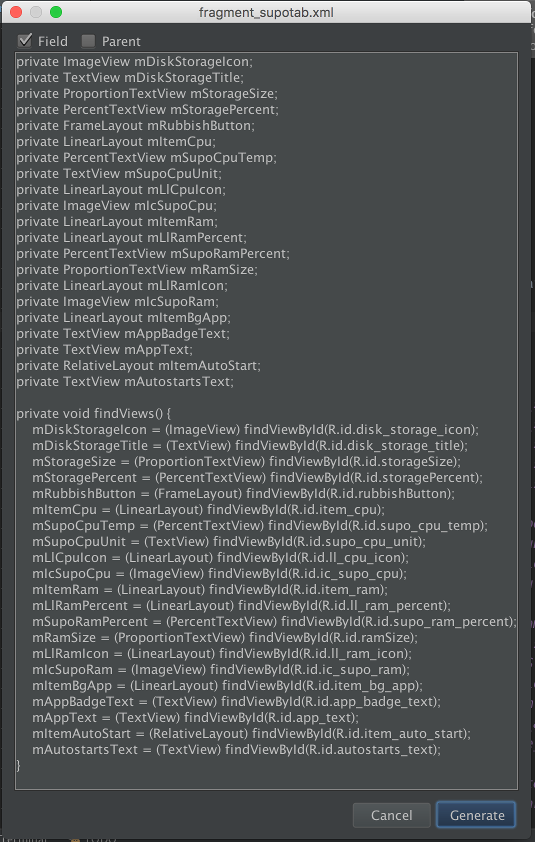 fragment_supotab.xml
Field Parent
private ImageView mDiskStorageIcon;
private TextView mDiskStorageTitle;
private ProportionTextView mStorageSize;
private PercentTextView mStoragePercent;
private FrameLayout mRubbishButton;
private LinearLayout mItemCpu;
private PercentTextView mSupoCpuTemp;
private TextView mSupoCpuUnit;
private LinearLayout mLlCpuIcon;
private ImageView mIcSupoCpu;
private LinearLayout mItemRam;
private LinearLayout mLlRamPercent;
private PercentTextView mSupoRamPercent;
private ProportionTextView mRamSize;
private LinearLayout mLlRamIcon;
private ImageView mIcSupoRam;
private LinearLayout mItemBgApp;
private TextView mAppBadgeText;
private TextView mAppText;
private RelativeLayout mItemAutoStart;
private TextView mAutostartsText;
private void findViews() {
mDiskStorageIcon = (ImageView) findViewById(R.id.disk_storage_icon);
mDiskStorageTitle = (TextView) findViewById(R.id.disk_storage_title);
mStorageSize = (ProportionTextView) findViewById(R.id.storageSize);
mStoragePercent = (PercentTextView) findViewById(R.id.storagePercent);
mRubbishButton = (FrameLayout) findViewById(R.id.rubbishButton);
mItemCpu = (LinearLayout) findViewById(R.id.item_cpu);
mSupoCpuTemp = (PercentTextView) findViewById(R.id.supo_cpu_temp);
mSupoCpuUnit = (TextView) findViewById(R.id.supo_cpu_unit);
mLlCpuIcon = (LinearLayout) findViewById(R.id.ll_cpu_icon);
mIcSupoCpu = (ImageView) findViewById(R.id.ic_supo_cpu);
mItemRam = (LinearLayout) findViewById(R.id.item_ram);
mLlRamPercent = (LinearLayout) findViewById(R.id.ll_ram_percent);
mSupoRamPercent = (PercentTextView) findViewById(R.id.supo_ram_percent);
mRamSize = (ProportionTextView) findViewById(R.id.ramSize);
mLlRamIcon = (LinearLayout) findViewById(R.id.ll_ram_icon);
mIcSupoRam = (ImageView) findViewById(R.id.ic_supo_ram);
mItemBgApp = (LinearLayout) findViewById(R.id.item_bg_app);
mAppBadgeText = (TextView) findViewById(R.id.app_badge_text);
mAppText = (TextView) findViewById(R.id.app_text);
mItemAutoStart = (RelativeLayout) findViewById(R.id.item_auto_start);
mAutostartsText = (TextView) findViewById(R.id.autostarts_text);
}
Cancel Generate